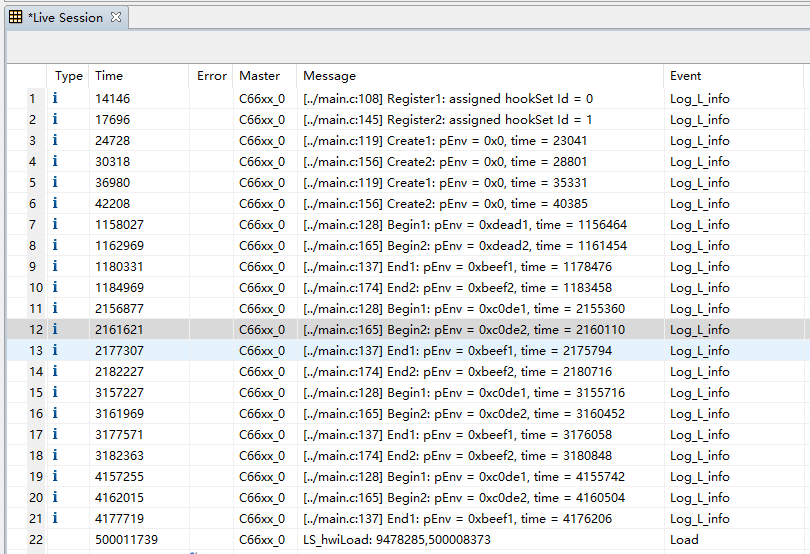 *Live Session
Type Time Error Master Message Event
1 i 14146 C66xx_0 [../main.c:108] Register1: assigned hookSet Id = 0 Log_L_info
2 i 17696 C66xx_0 [../main.c:145] Register2: assigned hookSet Id = 1 Log_L_info
3 i 24728 C66xx_0 [../main.c:119] Create1: pEnv = 0x0, time = 23041 Log_L_info
4 i 30318 C66xx_0 [../main.c:156] Create2: pEnv = 0x0, time = 28801 Log_L_info
5 i 36980 C66xx_0 [../main.c:119] Create1: pEnv = 0x0, time = 35331 Log_L_info
6 i 42208 C66xx_0 [../main.c:156] Create2: pEnv = 0x0, time = 40385 Log_L_info
7 i 1158027 C66xx_0 [../main.c:128] Begin1: pEnv = 0xdead1, time = 1156464 Log_L_info
8 i 1162969 C66xx_0 [../main.c:165] Begin2: pEnv = 0xdead2, time = 1161454 Log_L_info
9 i 1180331 C66xx_0 [../main.c:137] End1: pEnv = 0xbeef1, time = 1178476 Log_L_info
10 i 1184969 C66xx_0 [../main.c:174] End2: pEnv = 0xbeef2, time = 1183458 Log_L_info
11 i 2156877 C66xx_0 [../main.c:128] Begin1: pEnv = 0xc0de1, time = 2155360 Log_L_info
12 i 2161621 C66xx_0 [../main.c:165] Begin2: pEnv = 0xc0de2, time = 2160110 Log_L_info
13 i 2177307 C66xx_0 [../main.c:137] End1: pEnv = 0xbeef1, time = 2175794 Log_L_info
14 i 2182227 C66xx_0 [../main.c:174] End2: pEnv = 0xbeef2, time = 2180716 Log_L_info
15 i 3157227 C66xx_0 [../main.c:128] Begin1: pEnv = 0xc0de1, time = 3155716 Log_L_info
16 i 3161969 C66xx_0 [../main.c:165] Begin2: pEnv = 0xc0de2, time = 3160452 Log_L_info
17 i 3177571 C66xx_0 [../main.c:137] End1: pEnv = 0xbeef1, time = 3176058 Log_L_info
18 i 3182363 C66xx_0 [../main.c:174] End2: pEnv = 0xbeef2, time = 3180848 Log_L_info
19 i 4157255 C66xx_0 [../main.c:128] Begin1: pEnv = 0xc0de1, time = 4155742 Log_L_info
20 i 4162015 C66xx_0 [../main.c:165] Begin2: pEnv = 0xc0de2, time = 4160504 Log_L_info
21 i 4177719 C66xx_0 [../main.c:137] End1: pEnv = 0xbeef1, time = 4176206 Log_L_info
22 500011739 C66xx_0 LS_hwiLoad: 9478285,500008373 Load